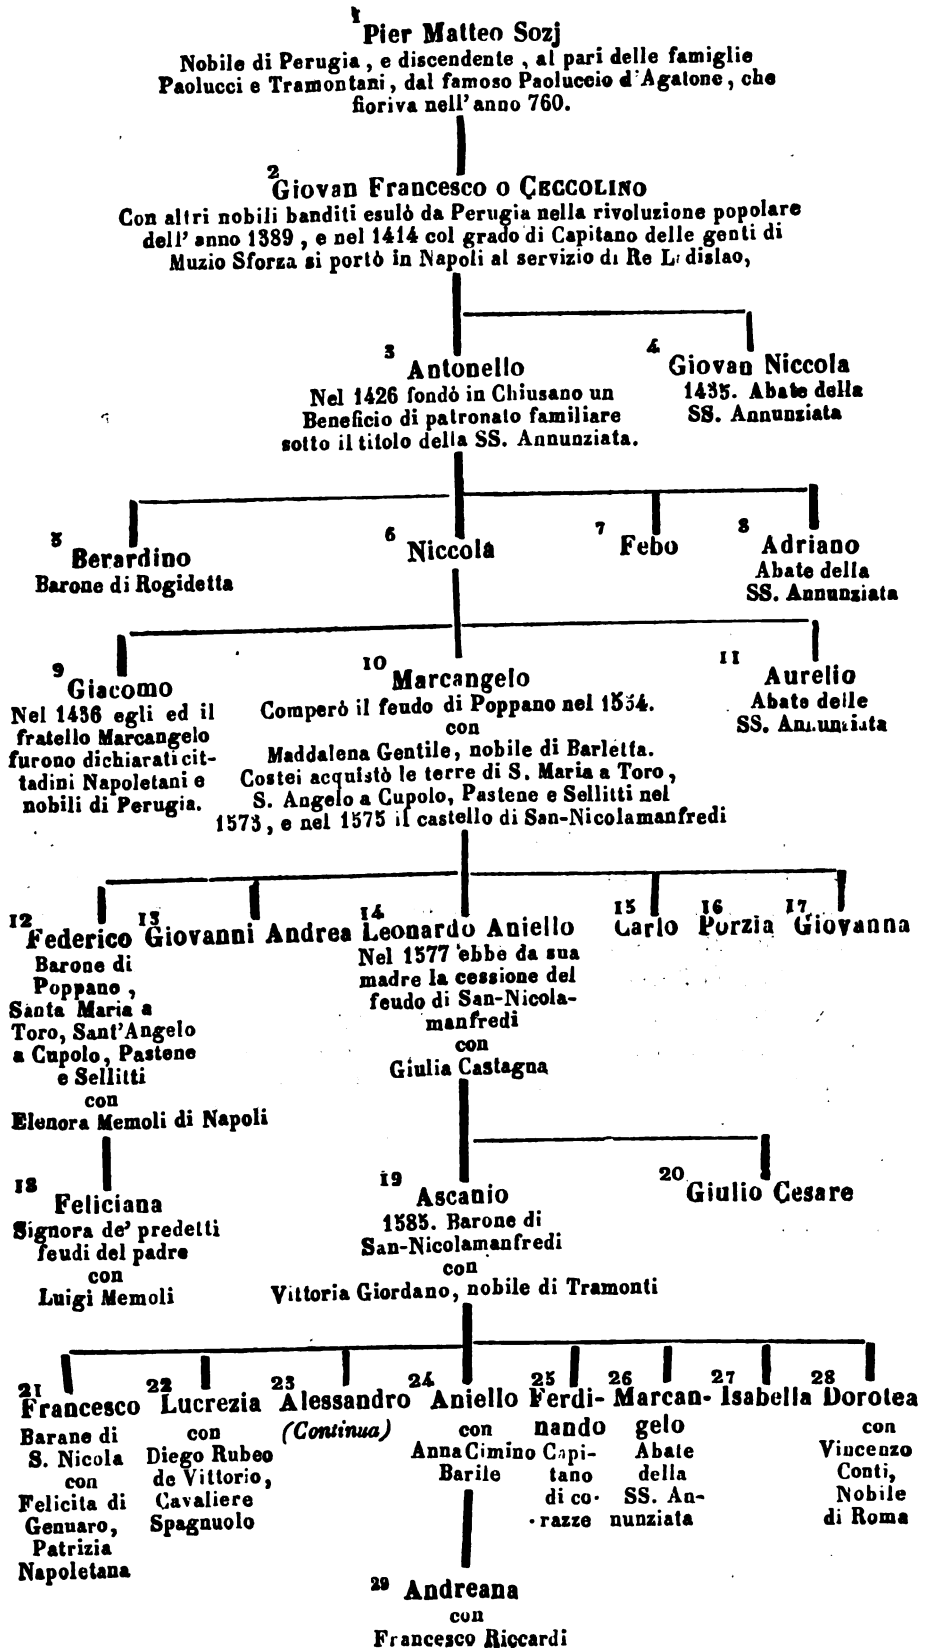 1
Pier Matteo Sozj
Nobile di Perugia, e discendente, al pari delle famiglie
Paolucci e Tramontani, dal famoso Paoluccio d'Agatone, che
fioriva nell'anno 760.
2
Giovan Francesco o CECCOLINO
Con altri nobili banditi esulò da Perugia nella rivoluzione popolare
dell'anno 1389, e nel 1414 col grado di Capitano delle genti di
Muzio Sforza si portò in Napoli al servizio di Re Ladislao,
3
Antonello
Nel 1426 fondò in Chiusano un
Beneficio di patronato familiare
sotto il titolo della SS. Annunziata.
4
Giovan Niccola
1435. Abate della
SS. Annunziata
5
Berardino
Barone di Rogidetta
6
Niccola
7
Febo
8
Adriano
Abate della
SS. Annunziata
9
Giacomo
Nel 1436 egli ed il
fratello Marcangelo
furono dichiarati cit-
tadini Napoletani e
nobili di Perugia.
10
Marcangelo
Comperò il feudo di Poppano nel 1534.
con
Maddalena Gentile, nobile di Barletta.
Costei acquistò le terre di S. Maria a Toro,
S. Angelo a Cupolo, Pastene e Sellitti nel
1573, e nel 1575 il castello di San-Nicolamanfredi
11
Aurelio
Abate delle
SS. Annunziata
12
Federico
Barone di
Poppano,
Santa Maria a
Toro, Sant'Angelo
a Cupolo, Pastene
e Sellitti
con
Elenora Memoli di Napoli
13
Giovanni Andrea
14
Leonardo Aniello
Nel 1577 ebbe da sua
madre la cessione del
feudo di San-Nicola-
manfredi
con
Giulia Castagna
15
Carlo
16
Porzia
17
Giovanna
18
Feliciana
Signora de' predetti
feudi del padre
con
Luigi Memoli
19
Ascanio
1585. Barone di
San-Nicolamanfredi
con
Vittoria Giordano, nobile di Tramonti
20
Giulio Cesare
21
Francesco
Barane di
S. Nicola
con
Felicita di
Genuaro,
Patrizia
Napoletana
22
Lucrezia
con
Diego Rubeo
de Vittorio,
Cavaliere
Spagnuolo
23
Alessandro
(Continua)
24
Aniello
con
Anna Cimino
Barile
25
Ferdi-
nando
Capi-
tano
di co-
razze
26
Marcan-
gelo
Abate
della
SS. An-
nunziata
27
Isabella
28
Dorotea
con
Vincenzo
Conti,
Nobile
di Roma
29
Andreana
con
Francesco Riccardi